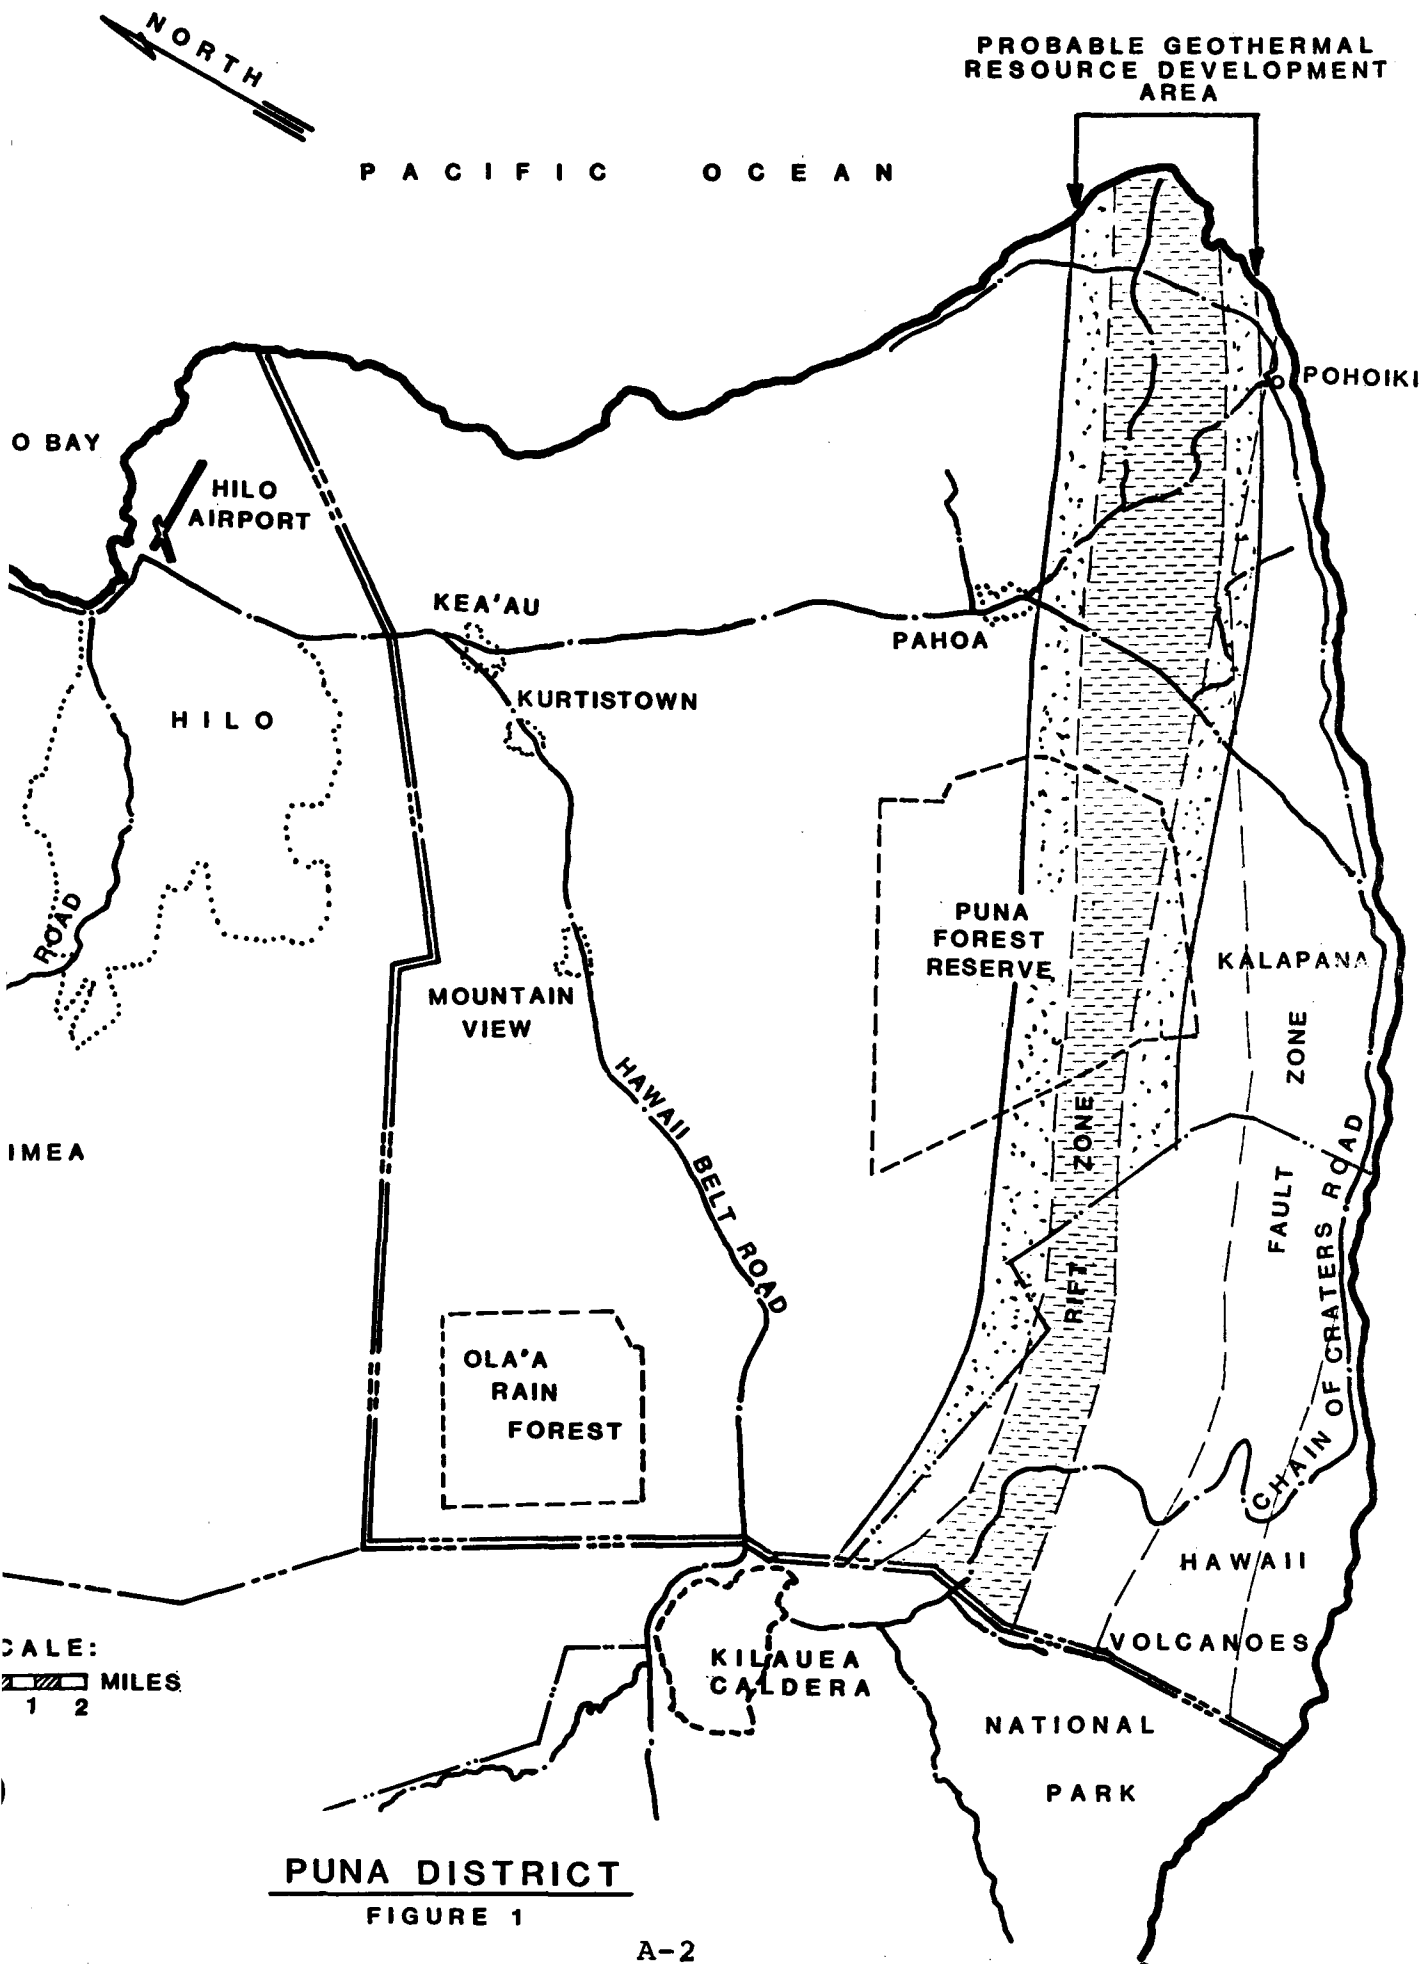 NORTH
PROBABLE GEOTHERMAL
RESOURCE DEVELOPMENT
AREA
PACIFIC OCEAN
POHOIKI
O BAY
HILO
AIRPORT
KEA'AU
PAHOA
KURTISTOWN
HILO
ROAD
PUNA
FOREST
RESERVE
KALAPANA
MOUNTAIN
VIEW
ZONE
HAWAII BELT ROAD
IMEA
ZONE
RIFT
FAULT
CHAIN OF CRATERS ROAD
OLA'A
RAIN
FOREST
HAWAII
VOLCANOES
CALE:
MILES
1 2
KILAUEA
CALDERA
NATIONAL
PARK
)
PUNA DISTRICT
FIGURE 1
A-2